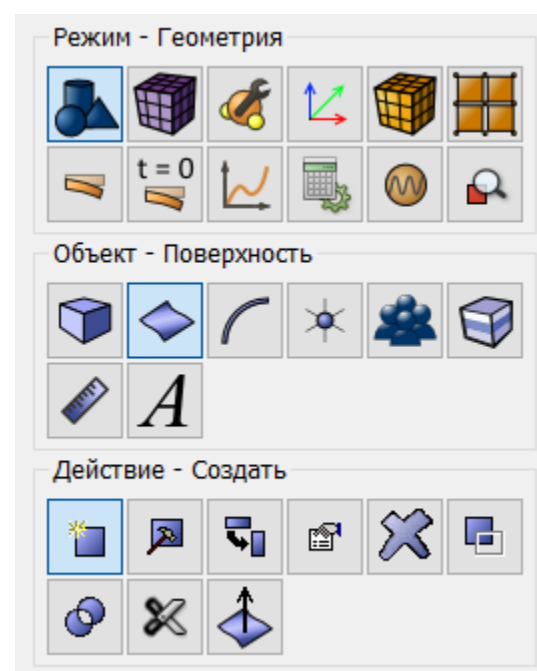 Режим - Геометрия
t = 0
Объект - Поверхность
A
Действие - Создать